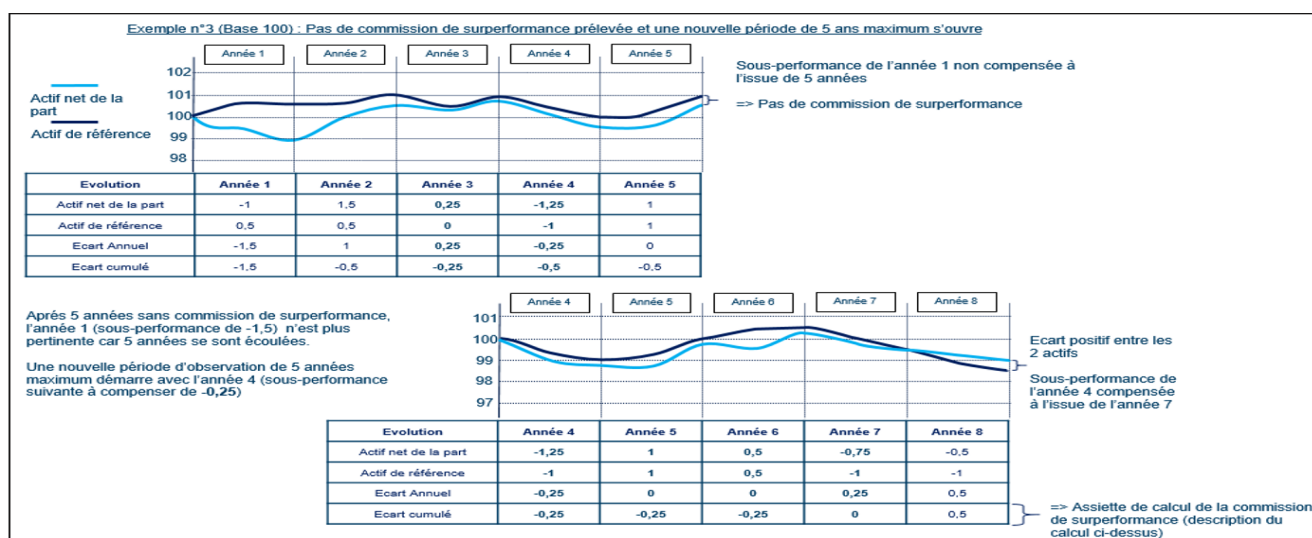 Exemple n°3 (Base 100) : Pas de commission de surperformance prélevée et une nouvelle période de 5 ans maximum s'ouvre
Année 1 Année 2 Année 3 Année 4 Année 5
102
101
100
99
98
Actif net de la
part
Actif de référence
Sous-performance de l'année 1 non compensée à
l'issue de 5 années
=> Pas de commission de surperformance
Evolution Année 1 Année 2 Année 3 Année 4 Année 5
Actif net de la part -1 1,5 0,25 -1,25 1
Actif de référence 0,5 0,5 0 -1 1
Ecart Annuel -1,5 1 0,25 -0,25 0
Ecart cumulé -1,5 -0,5 -0,25 -0,5 -0,5
Aprés 5 années sans commission de surperformance,
l'année 1 (sous-performance de -1,5) n'est plus
pertinente car 5 années se sont écoulées.
Une nouvelle période d'observation de 5 années
maximum démarre avec l'année 4 (sous-performance
suivante à compenser de -0,25)
Année 4 Année 5 Année 6 Année 7 Année 8
101
100
99
98
97
Ecart positif entre les
2 actifs
Sous-performance de
l'année 4 compensée
à l'issue de l'année 7
Evolution Année 4 Année 5 Année 6 Année 7 Année 8
Actif net de la part -1,25 1 0,5 -0,75 -0,5
Actif de référence -1 1 0,5 -1 -1
Ecart Annuel -0,25 0 0 0,25 0,5
Ecart cumulé -0,25 -0,25 -0,25 0 0,5
=> Assiette de calcul de la commission
de surperformance (description du
calcul ci-dessus)